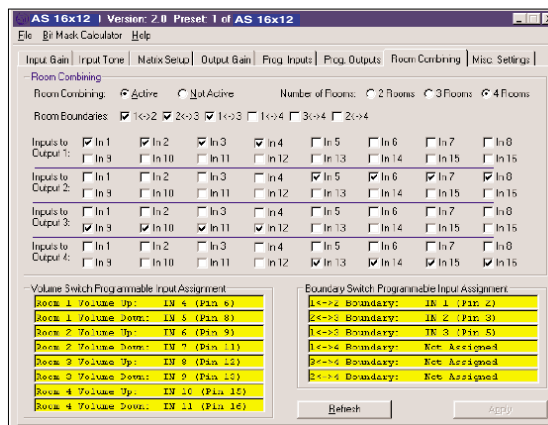 AS 16x12 | Version: 2.0 Preset: 1 of AS 16x12
File Bit Mask Calculator Help
Input Gain Input Tone Matrix Setup Output Gain Prog. Inputs Prog. Outputs Room Combining Misc. Settings
Room Combining
Room Combining: Active Not Active Number of Rooms: 2 Rooms 3 Rooms 4 Rooms
Room Boundaries: 1<->2 2<->3 1<->3 1<->4 3<->4 2<->4
Inputs to Output 1: In 1 In 2 In 3 In 4 In 5 In 6 In 7 In 8
In 9 In 10 In 11 In 12 In 13 In 14 In 15 In 16
Inputs to Output 2: In 1 In 2 In 3 In 4 In 5 In 6 In 7 In 8
In 9 In 10 In 11 In 12 In 13 In 14 In 15 In 16
Inputs to Output 3: In 1 In 2 In 3 In 4 In 5 In 6 In 7 In 8
In 9 In 10 In 11 In 12 In 13 In 14 In 15 In 16
Inputs to Output 4: In 1 In 2 In 3 In 4 In 5 In 6 In 7 In 8
In 9 In 10 In 11 In 12 In 13 In 14 In 15 In 16
Volume Switch Programmable Input Assignment
Room 1 Volume Up: IN 4 (Pin 6)
Room 1 Volume Down: IN 5 (Pin 8)
Room 2 Volume Up: IN 6 (Pin 9)
Room 2 Volume Down: IN 7 (Pin 11)
Room 3 Volume Up: IN 8 (Pin 12)
Room 3 Volume Down: IN 9 (Pin 13)
Room 4 Volume Up: IN 10 (Pin 15)
Room 4 Volume Down: IN 11 (Pin 16)
Boundary Switch Programmable Input Assignment
1<->2 Boundary: IN 1 (Pin 2)
2<->3 Boundary: IN 2 (Pin 3)
1<->3 Boundary: IN 3 (Pin 5)
1<->4 Boundary: Not Assigned
3<->4 Boundary: Not Assigned
2<->4 Boundary: Not Assigned
Refresh Apply